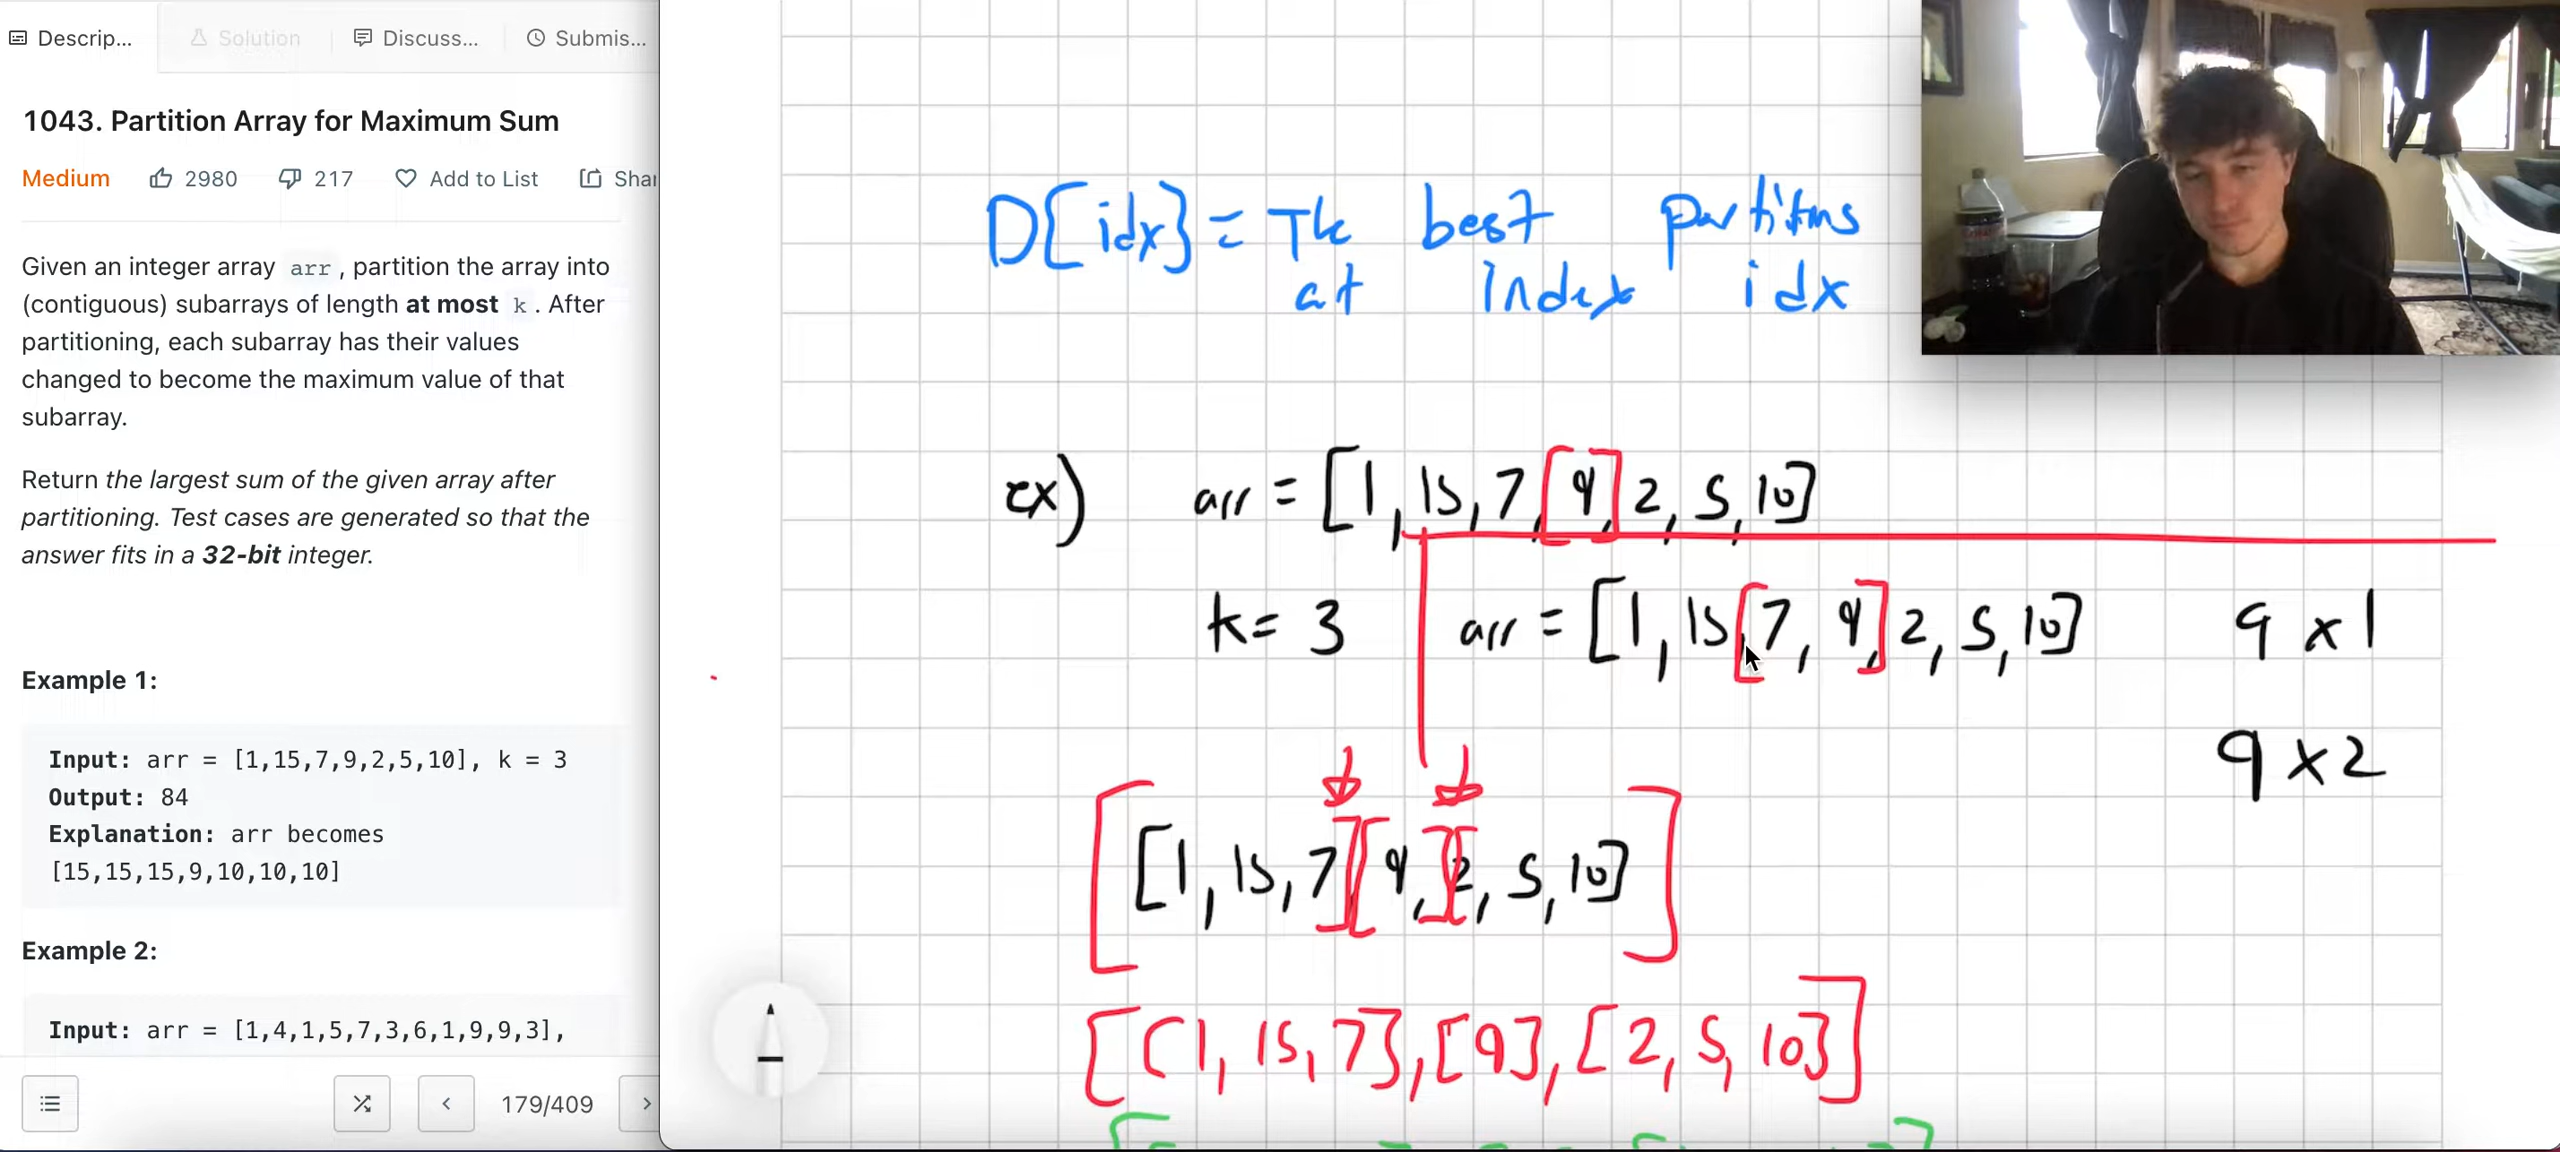 Descrip...
Solution
Discuss...
Submis...
1043. Partition Array for Maximum Sum
Medium 2980 217 Add to List Shar
Given an integer array arr , partition the array into
(contiguous) subarrays of length at most k . After
partitioning, each subarray has their values
changed to become the maximum value of that
subarray.
Return the largest sum of the given array after
partitioning. Test cases are generated so that the
answer fits in a 32-bit integer.
Example 1:
Input: arr = [1,15,7,9,2,5,10], k = 3
Output: 84
Explanation: arr becomes
[15,15,15,9,10,10,10]
Example 2:
Input: arr = [1,4,1,5,7,3,6,1,9,9,3],
179/409
D[idx] = The best partitions
at index idx
ex) arr = [1, 15, 7, [9,] 2, 5, 10]
k = 3 arr = [1, 15, [7, 9,] 2, 5, 10] 9 x 1
9 x 2
[[1, 15, 7][9,][2, 5, 10]]
[[1, 15, 7], [9], [2, 5, 10]]